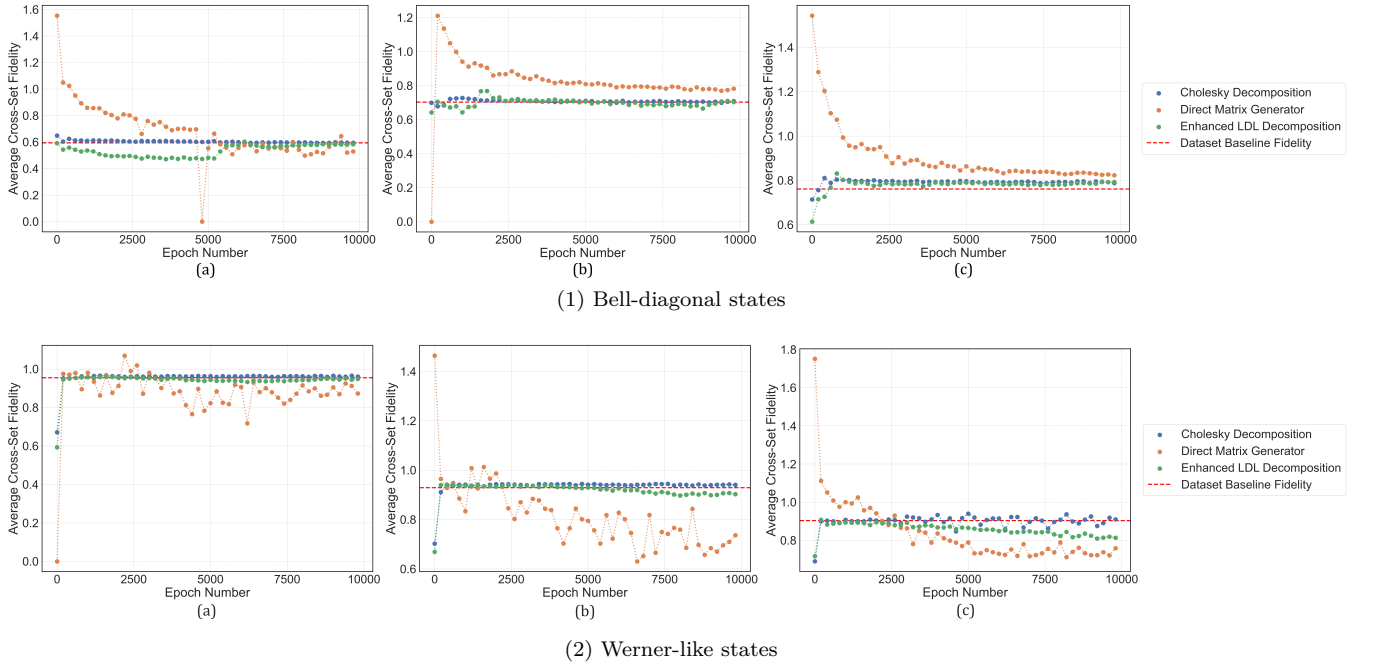 Average Cross-Set Fidelity
1.6
1.4
1.2
1.0
0.8
0.6
0.4
0.2
0.0
0
2500
5000
7500
10000
Epoch Number
(a)
Average Cross-Set Fidelity
1.2
1.0
0.8
0.6
0.4
0.2
0.0
0
2500
5000
7500
10000
Epoch Number
(b)
Average Cross-Set Fidelity
1.4
1.2
1.0
0.8
0.6
0
2500
5000
7500
10000
Epoch Number
(c)
Cholesky Decomposition
Direct Matrix Generator
Enhanced LDL Decomposition
Dataset Baseline Fidelity
(1) Bell-diagonal states
Average Cross-Set Fidelity
1.0
0.8
0.6
0.4
0.2
0.0
0
2500
5000
7500
10000
Epoch Number
(a)
Average Cross-Set Fidelity
1.4
1.2
1.0
0.8
0.6
0
2500
5000
7500
10000
Epoch Number
(b)
Average Cross-Set Fidelity
1.8
1.6
1.4
1.2
1.0
0.8
0
2500
5000
7500
10000
Epoch Number
(c)
Cholesky Decomposition
Direct Matrix Generator
Enhanced LDL Decomposition
Dataset Baseline Fidelity
(2) Werner-like states